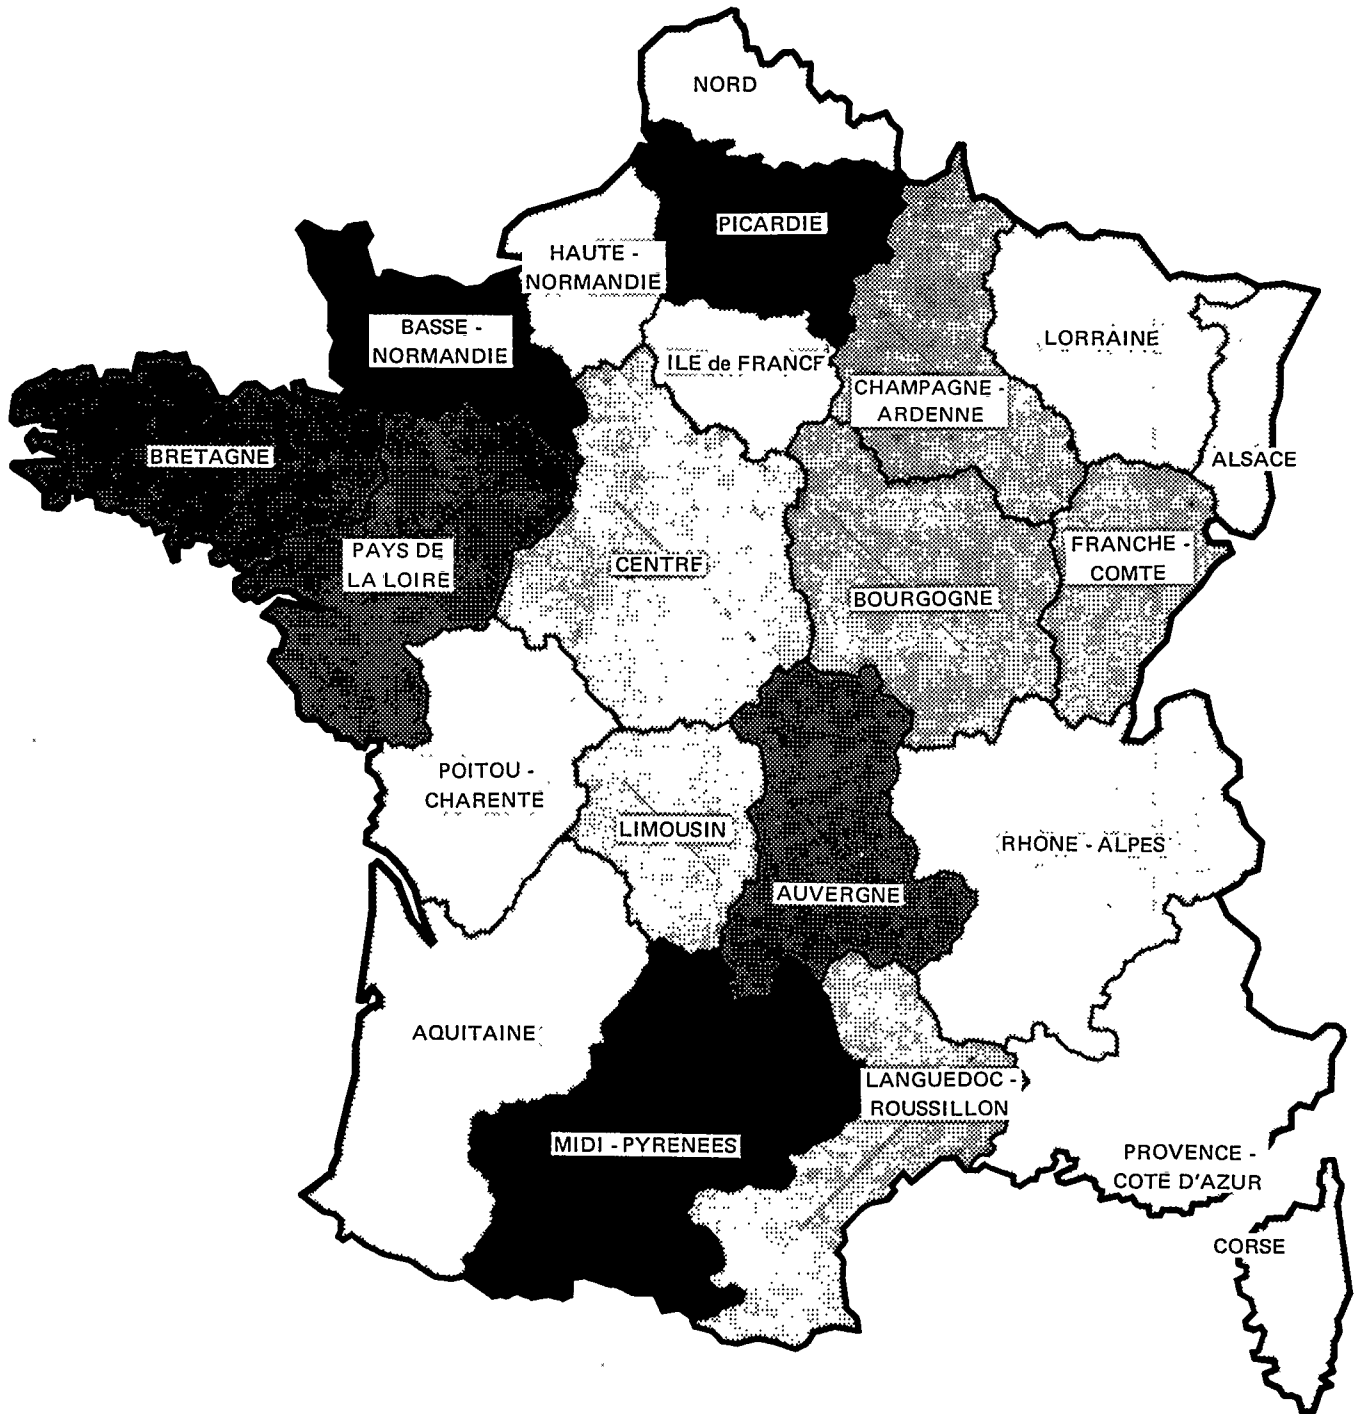 NORD
PICARDIE
HAUTE -
NORMANDIE
BASSE -
NORMANDIE
ILE de FRANCE
LORRAINE
CHAMPAGNE -
ARDENNE
BRETAGNE
ALSACE
PAYS DE
LA LOIRE
CENTRE
FRANCHE -
COMTE
BOURGOGNE
POITOU -
CHARENTE
LIMOUSIN
RHONE - ALPES
AUVERGNE
AQUITAINE
LANGUEDOC -
ROUSSILLON
MIDI - PYRENEES
PROVENCE -
COTE D'AZUR
CORSE